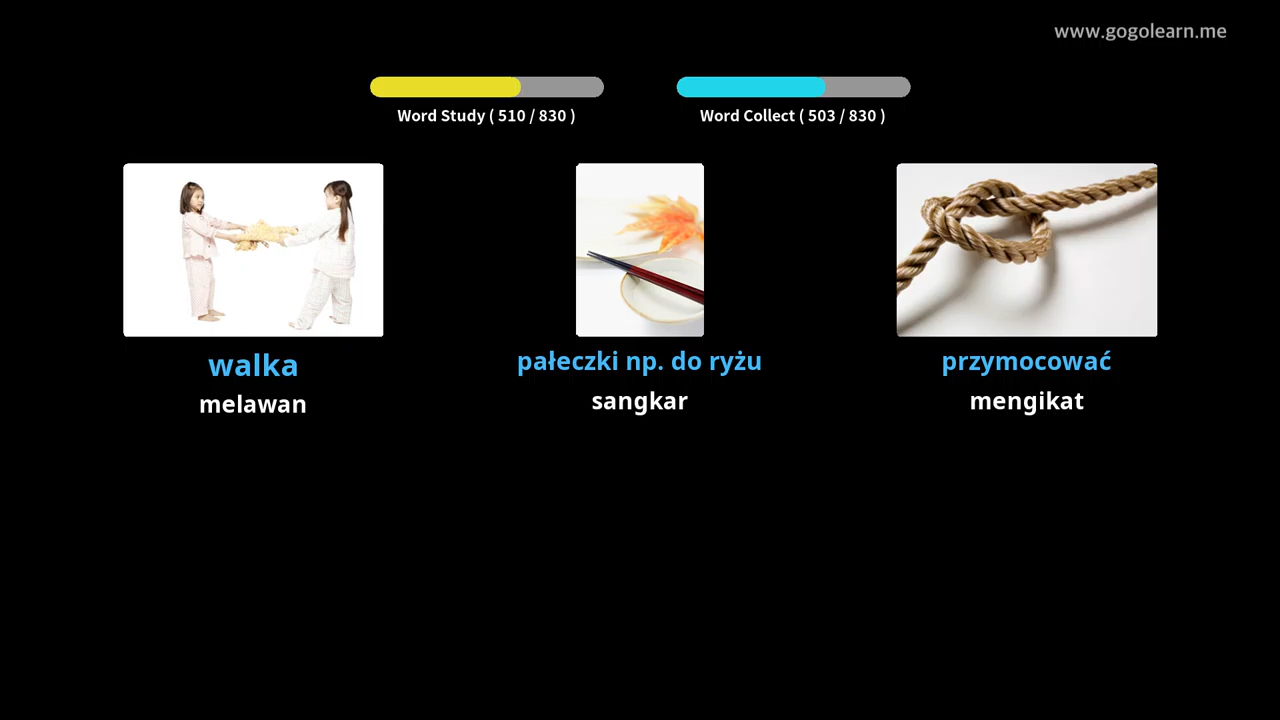 www.gogolearn.me
Word Study ( 510 / 830 )
Word Collect ( 503 / 830 )
walka
melawan
pałeczki np. do ryżu
sangkar
przymocować
mengikat